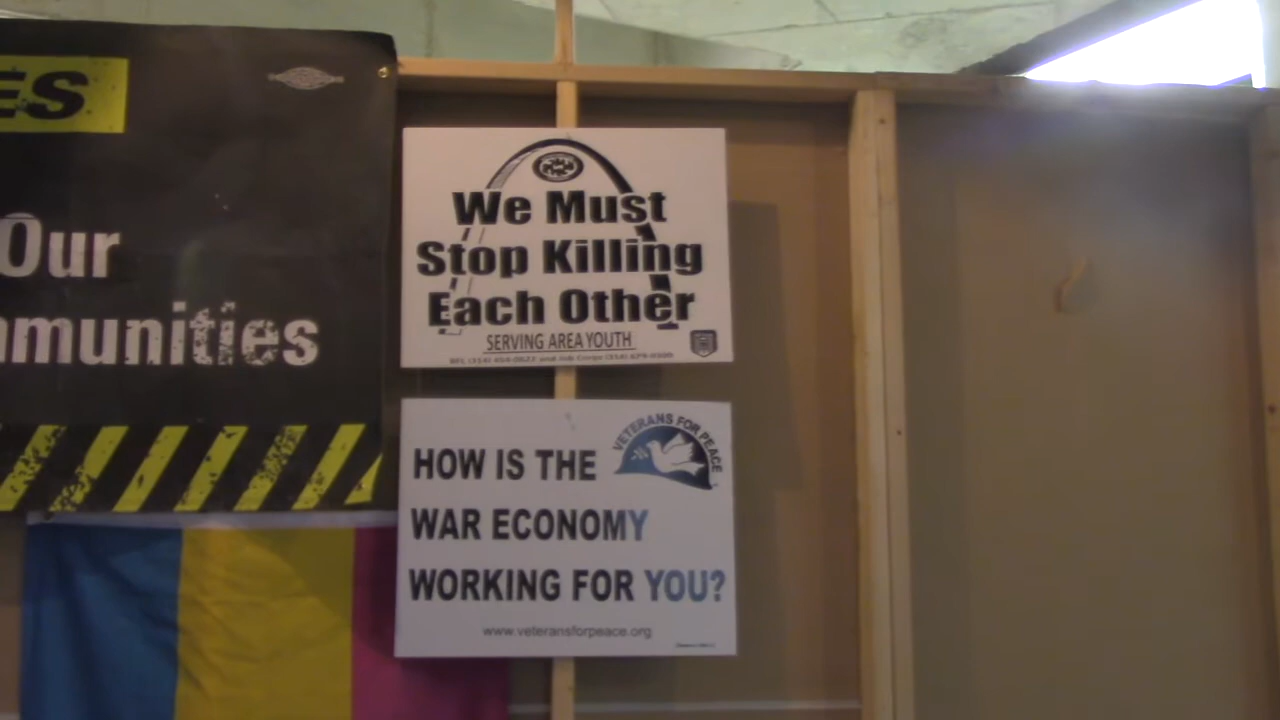 ES
Our
mmunities
We Must
Stop Killing
Each Other
SERVING AREA YOUTH
HOW IS THE
WAR ECONOMY
WORKING FOR YOU?
VETERANS FOR PEACE
www.veteransforpeace.org